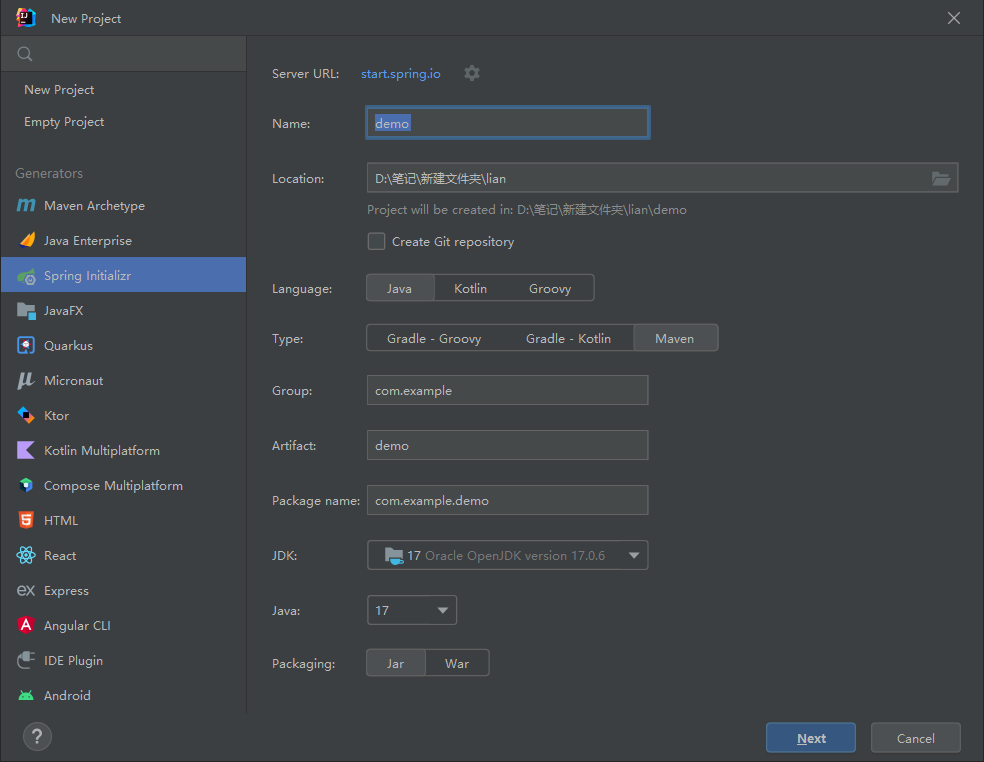 New Project
New Project
Empty Project
Generators
Maven Archetype
Java Enterprise
Spring Initializr
JavaFX
Quarkus
Micronaut
Ktor
Kotlin Multiplatform
Compose Multiplatform
HTML
React
Express
Angular CLI
IDE Plugin
Android
Server URL: start.spring.io
Name: demo
Location: D:\笔记\新建文件夹\lian
Project will be created in: D:\笔记\新建文件夹\lian\demo
Create Git repository
Language: Java Kotlin Groovy
Type: Gradle - Groovy Gradle - Kotlin Maven
Group: com.example
Artifact: demo
Package name: com.example.demo
JDK: 17 Oracle OpenJDK version 17.0.6
Java: 17
Packaging: Jar War
? Next Cancel